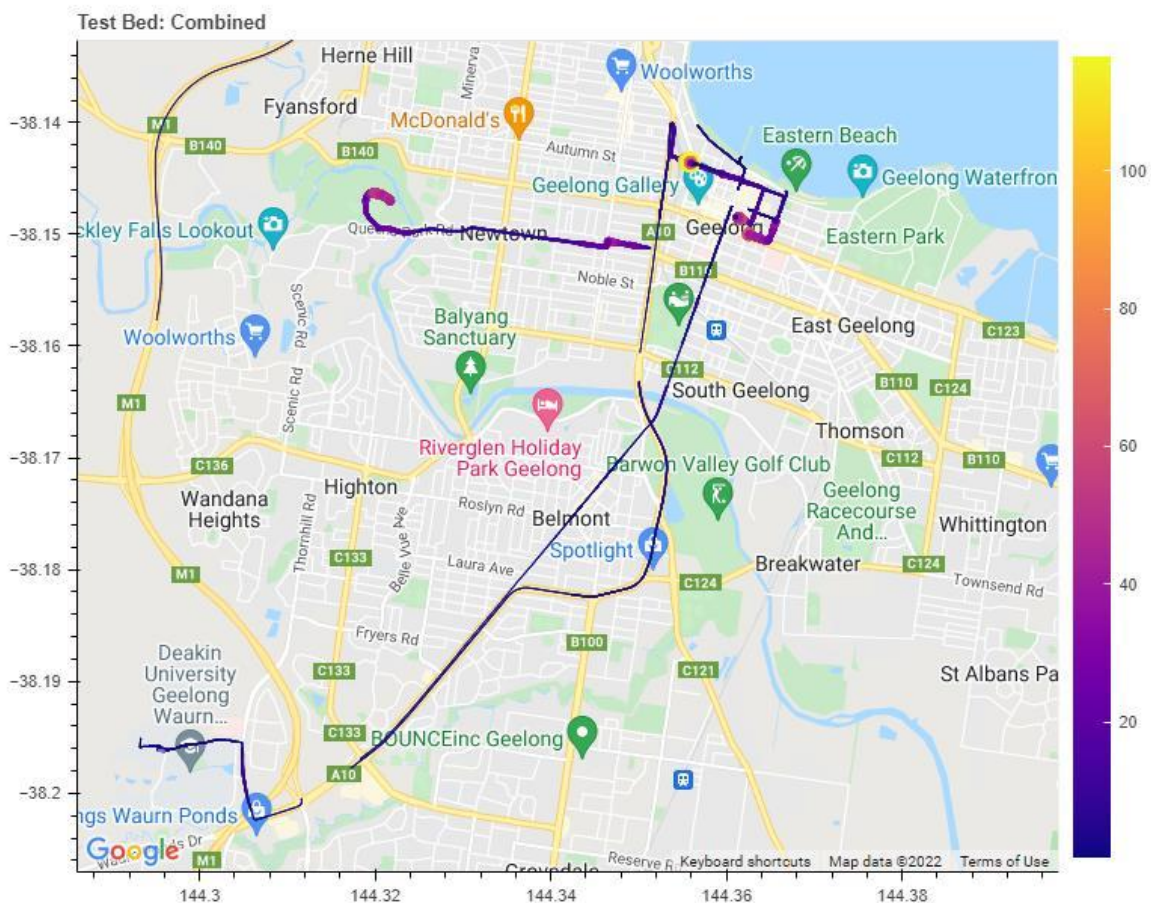 Test Bed: Combined
Herne Hill
Minerva
Woolworths
Fyansford
McDonald's
M1
B140
B140
Autumn St
Eastern Beach
Geelong Gallery
Geelong Waterfron
ckley Falls Lookout
Queens Park Rd
Newtown
A10
Geelong
Eastern Park
Noble St
B110
Scenic Rd
Woolworths
Balyang
Sanctuary
East Geelong
C123
Scenic Rd
C112
B110
C124
M1
South Geelong
Riverglen Holiday
Park Geelong
Thomson
C136
Barwon Valley Golf Club
C112
B110
Wandana
Heights
Highton
Thornhill Rd
Roslyn Rd
Belmont
Geelong
Racecourse
And...
Whittington
Belle Vue Ave
C133
Laura Ave
Spotlight
M1
C124
Breakwater
C124
Townsend Rd
Fryers Rd
B100
Deakin
University
Geelong
Waurn...
C133
C121
St Albans Pa
C133
BOUNCEinc Geelong
A10
ngs Waurn Ponds
M1
Google
Grovedale
Reserve R
Keyboard shortcuts
Map data ©2022
Terms of Use
−38.14
−38.15
−38.16
−38.17
−38.18
−38.19
−38.2
144.3
144.32
144.34
144.36
144.38
100
80
60
40
20